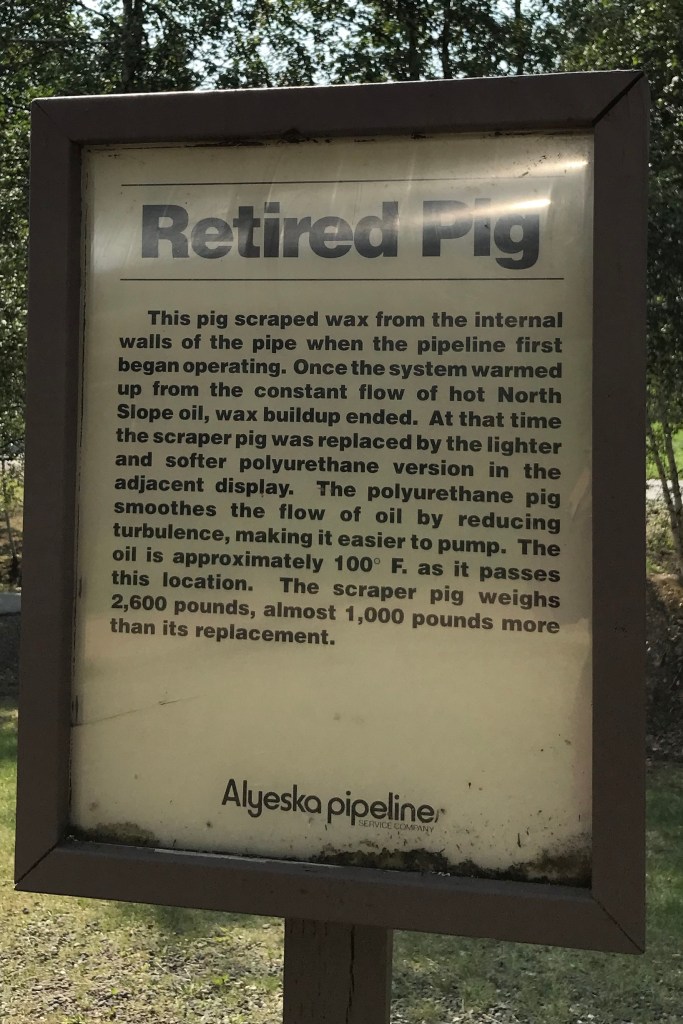 Retired Pig
This pig scraped wax from the internal
walls of the pipe when the pipeline first
began operating. Once the system warmed
up from the constant flow of hot North
Slope oil, wax buildup ended. At that time
the scraper pig was replaced by the lighter
and softer polyurethane version in the
adjacent display. The polyurethane pig
smoothes the flow of oil by reducing
turbulence, making it easier to pump. The
oil is approximately 100° F. as it passes
this location. The scraper pig weighs
2,600 pounds, almost 1,000 pounds more
than its replacement.
Alyeska pipeline
SERVICE COMPANY